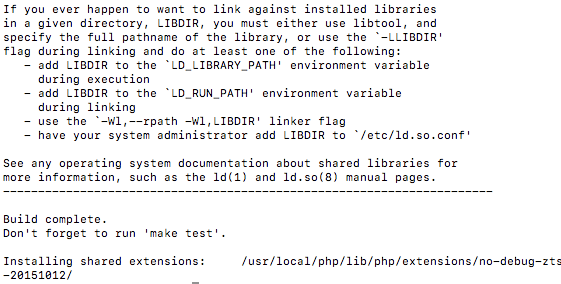 If you ever happen to want to link against installed libraries
in a given directory, LIBDIR, you must either use libtool, and
specify the full pathname of the library, or use the `-LLIBDIR'
flag during linking and do at least one of the following:
- add LIBDIR to the `LD_LIBRARY_PATH' environment variable
during execution
- add LIBDIR to the `LD_RUN_PATH' environment variable
during linking
- use the `-Wl,--rpath -Wl,LIBDIR' linker flag
- have your system administrator add LIBDIR to `/etc/ld.so.conf'
See any operating system documentation about shared libraries for
more information, such as the ld(1) and ld.so(8) manual pages.
----------------------------------------------------------------------
Build complete.
Don't forget to run 'make test'.
Installing shared extensions:     /usr/local/php/lib/php/extensions/no-debug-zts
-20151012/